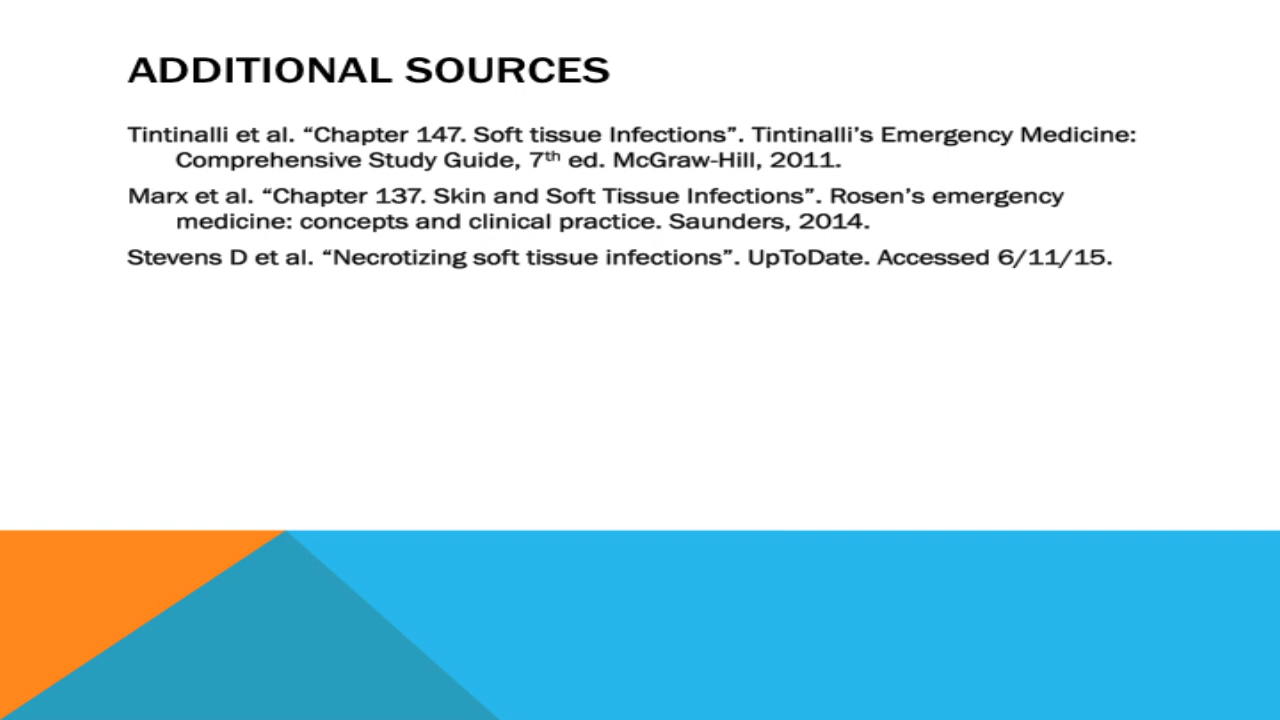 ADDITIONAL SOURCES
Tintinalli et al. “Chapter 147. Soft tissue Infections”. Tintinalli’s Emergency Medicine:
Comprehensive Study Guide, 7th ed. McGraw-Hill, 2011.
Marx et al. “Chapter 137. Skin and Soft Tissue Infections”. Rosen’s emergency
medicine: concepts and clinical practice. Saunders, 2014.
Stevens D et al. “Necrotizing soft tissue infections”. UpToDate. Accessed 6/11/15.